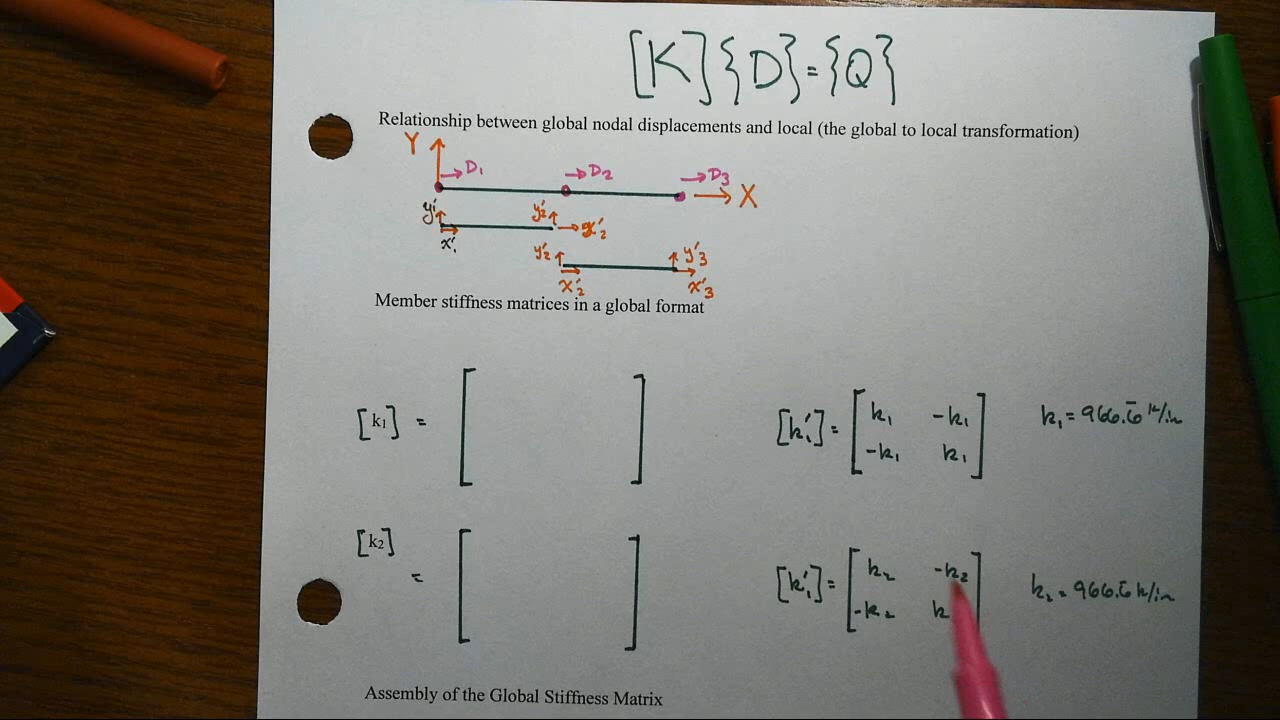 [K]{D}={Q}
Relationship between global nodal displacements and local (the global to local transformation)
Y
→D1 →D2 →D3
X
y'1 y'2 x'2
x'1 y'2 y'3
x'2 x'3
Member stiffness matrices in a global format
[k1] = [ ] [k'1] = [k1 -k1
-k1 k1] k1 = 966.6̅ k/in
[k2] = [ ] [k'1] = [k2 -k2
-k2 k k2 = 966.6̅ k/in
Assembly of the Global Stiffness Matrix